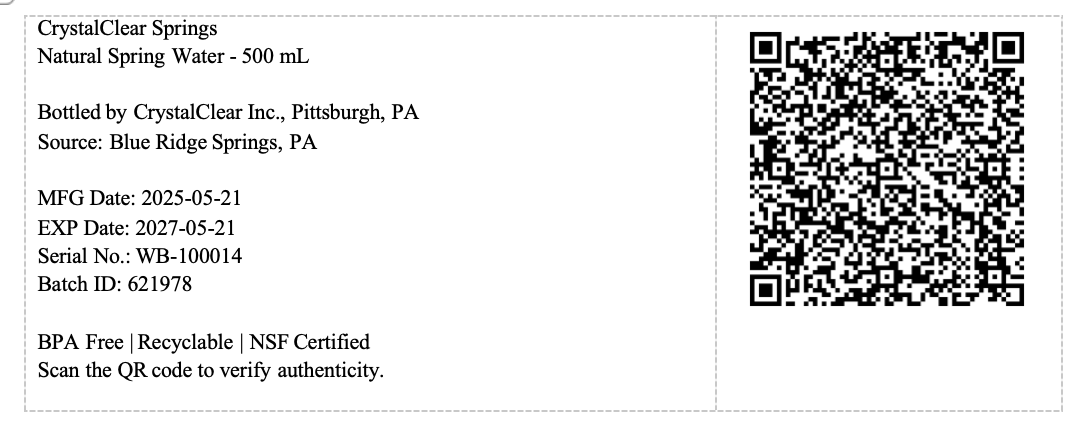 CrystalClear Springs
Natural Spring Water - 500 mL
Bottled by CrystalClear Inc., Pittsburgh, PA
Source: Blue Ridge Springs, PA
MFG Date: 2025-05-21
EXP Date: 2027-05-21
Serial No.: WB-100014
Batch ID: 621978
BPA Free | Recyclable | NSF Certified
Scan the QR code to verify authenticity.